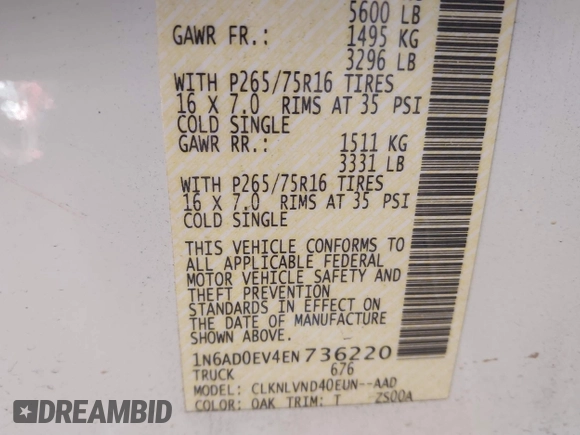 5600 LB
GAWR FR.: 1495 KG
3296 LB
WITH P265/75R16 TIRES
16 X 7.0 RIMS AT 35 PSI
COLD SINGLE
GAWR RR.: 1511 KG
3331 LB
WITH P265/75R16 TIRES
16 X 7.0 RIMS AT 35 PSI
COLD SINGLE
THIS VEHICLE CONFORMS TO
ALL APPLICABLE FEDERAL
MOTOR VEHICLE SAFETY AND
THEFT PREVENTION
STANDARDS IN EFFECT ON
THE DATE OF MANUFACTURE
SHOWN ABOVE.
1N6AD0EV4EN736220
TRUCK 676
MODEL: CLKNLVND40EUN--AAD
COLOR: QAK TRIM: T ZS00A
READYAMBID